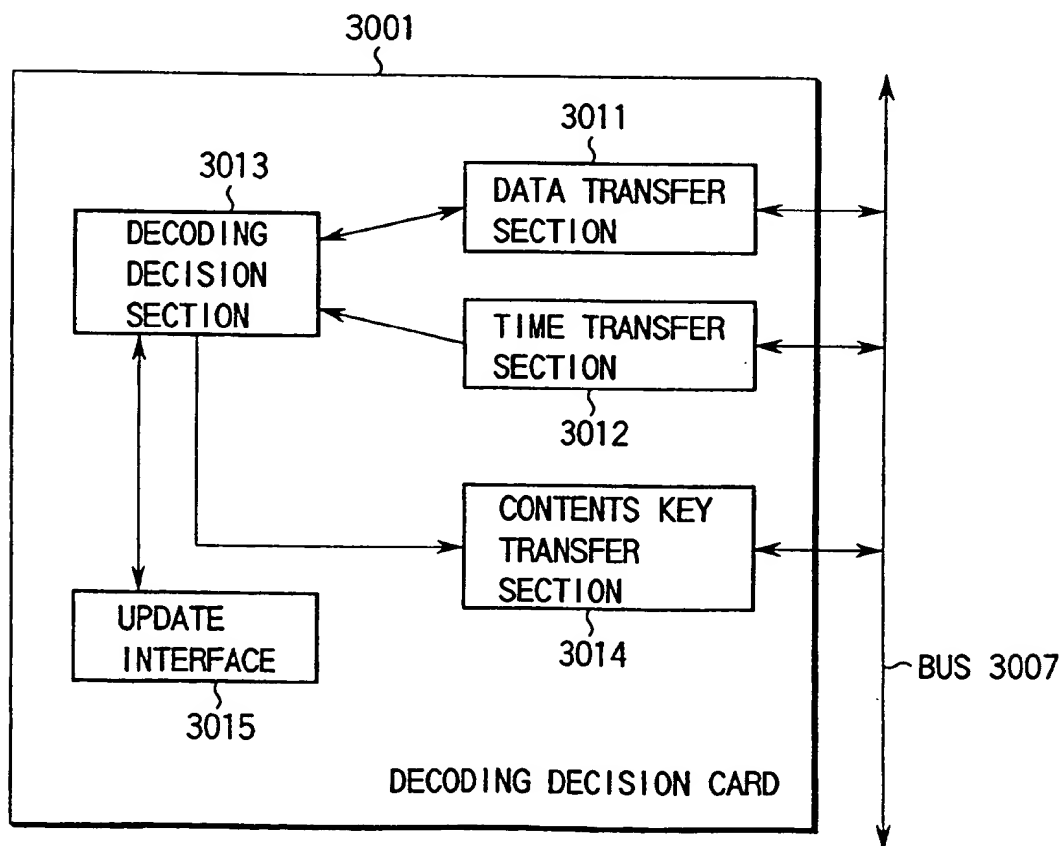 3001
3011
3013
DATA TRANSFER
SECTION
DECODING
DECISION
SECTION
TIME TRANSFER
SECTION
3012
CONTENTS KEY
TRANSFER
SECTION
3014
UPDATE
INTERFACE
3015
BUS 3007
DECODING DECISION CARD